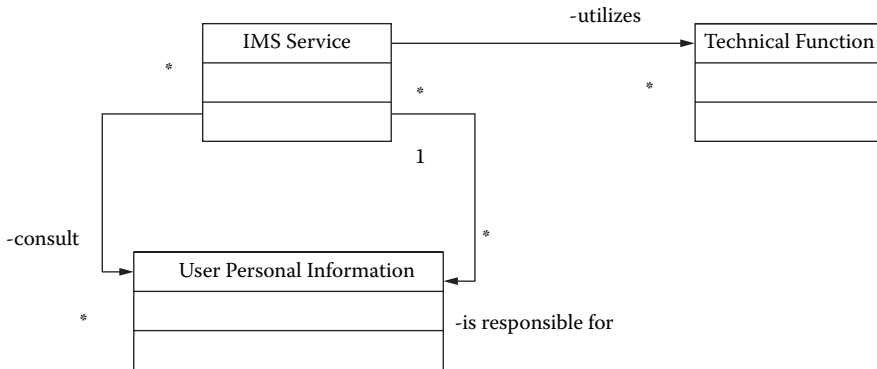 -utilizes
IMS Service
Technical Function
*
*
*
1
-consult
*
User Personal Information
*
-is responsible for